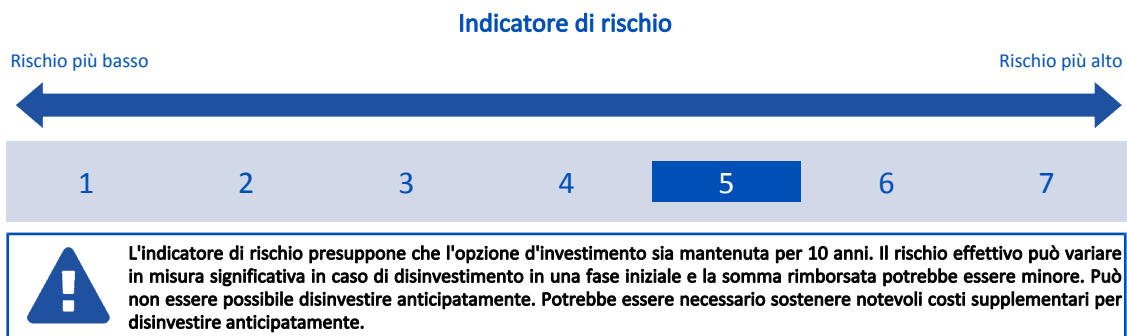 Indicatore di rischio
Rischio più basso
Rischio più alto
1 2 3 4 5 6 7
L'indicatore di rischio presuppone che l'opzione d'investimento sia mantenuta per 10 anni. Il rischio effettivo può variare
in misura significativa in caso di disinvestimento in una fase iniziale e la somma rimborsata potrebbe essere minore. Può
non essere possibile disinvestire anticipatamente. Potrebbe essere necessario sostenere notevoli costi supplementari per
disinvestire anticipatamente.